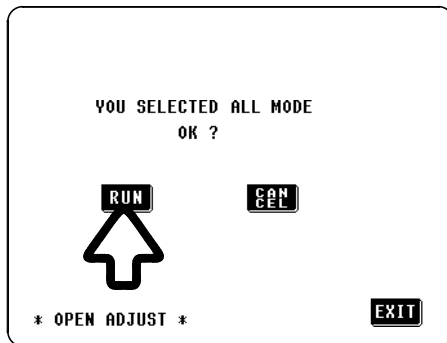 YOU SELECTED ALL MODE
OK ?
RUN
CAN
CEL
* OPEN ADJUST *
EXIT